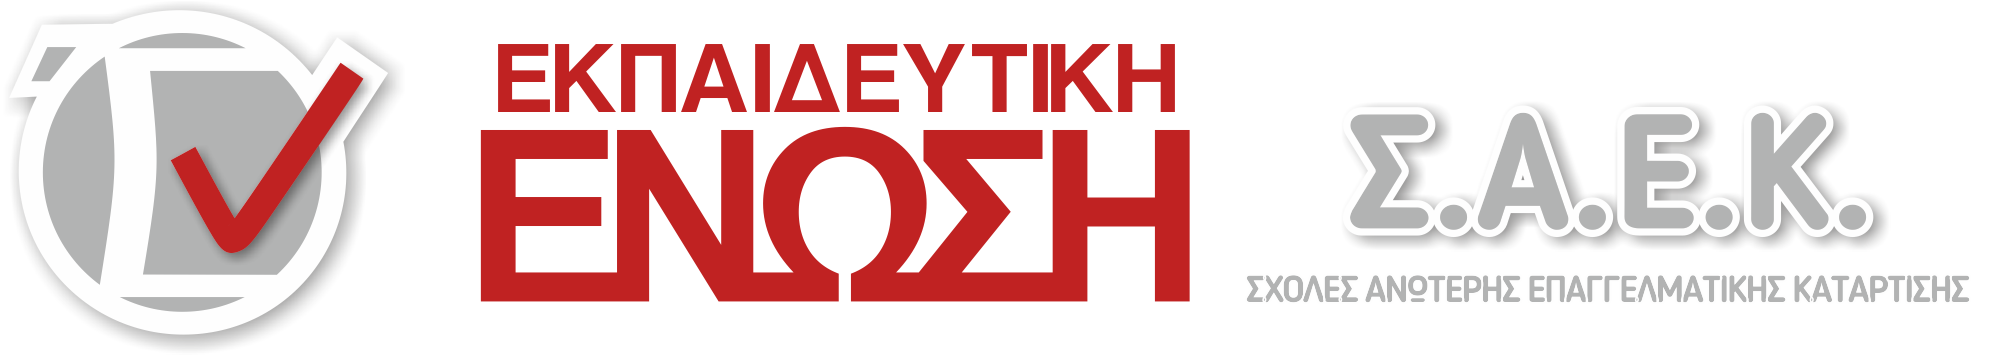 ΕΚΠΑΙΔΕΥΤΙΚΗ
ΕΝΩΣΗ
Σ.Α.Ε.Κ.
ΣΧΟΛΕΣ ΑΝΩΤΕΡΗΣ ΕΠΑΓΓΕΛΜΑΤΙΚΗΣ ΚΑΤΑΡΤΙΣΗΣ